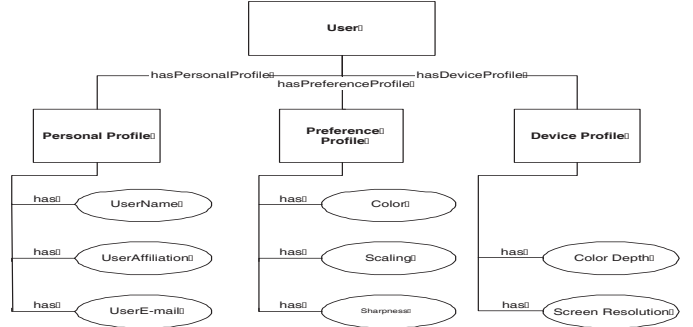 User
hasPersonalProfile
hasPreferenceProfile
hasDeviceProfile
Personal Profile
Preference
Profile
Device Profile
has
UserName
has
Color
has
UserAffiliation
has
Scaling
has
Color Depth
has
UserE-mail
has
Sharpness
has
Screen Resolution